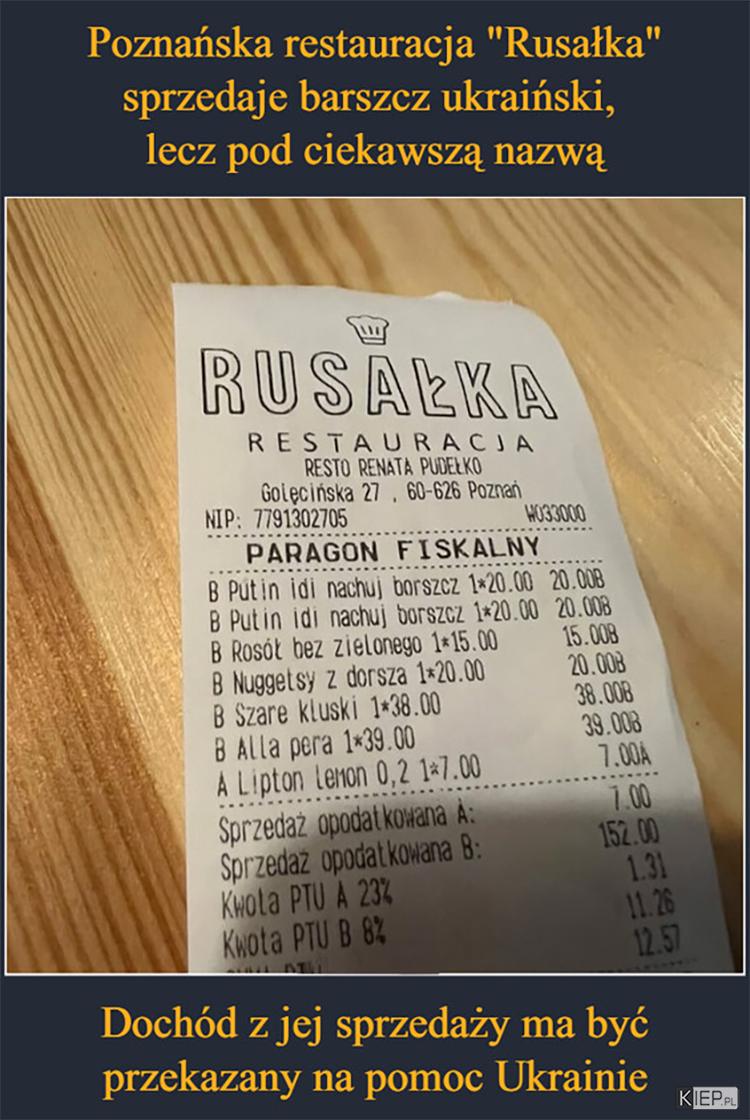 Poznańska restauracja "Rusałka"
sprzedaje barszcz ukraiński,
lecz pod ciekawszą nazwą
RUSAŁKA
RESTAURACJA
RESTO RENATA PUDEŁKO
Golęcińska 27 , 60-626 Poznań
NIP: 7791302705 W033000
PARAGON FISKALNY
B Putin idi nachuj borszcz 1*20.00 20.00B
B Putin idi nachuj borszcz 1*20.00 20.00B
B Rosół bez zielonego 1*15.00 15.00B
B Nuggetsy z dorsza 1*20.00 20.00B
B Szare kluski 1*38.00 38.00B
B Alla pera 1*39.00 39.00B
A Lipton Lemon 0,2 1*7.00 7.00A
Sprzedaż opodatkowana A: 7.00
Sprzedaż opodatkowana B: 152.00
Kwota PTU A 23% 1.31
Kwota PTU B 8% 11.26
12.57
Dochód z jej sprzedaży ma być
przekazany na pomoc Ukrainie
KIEP.PL